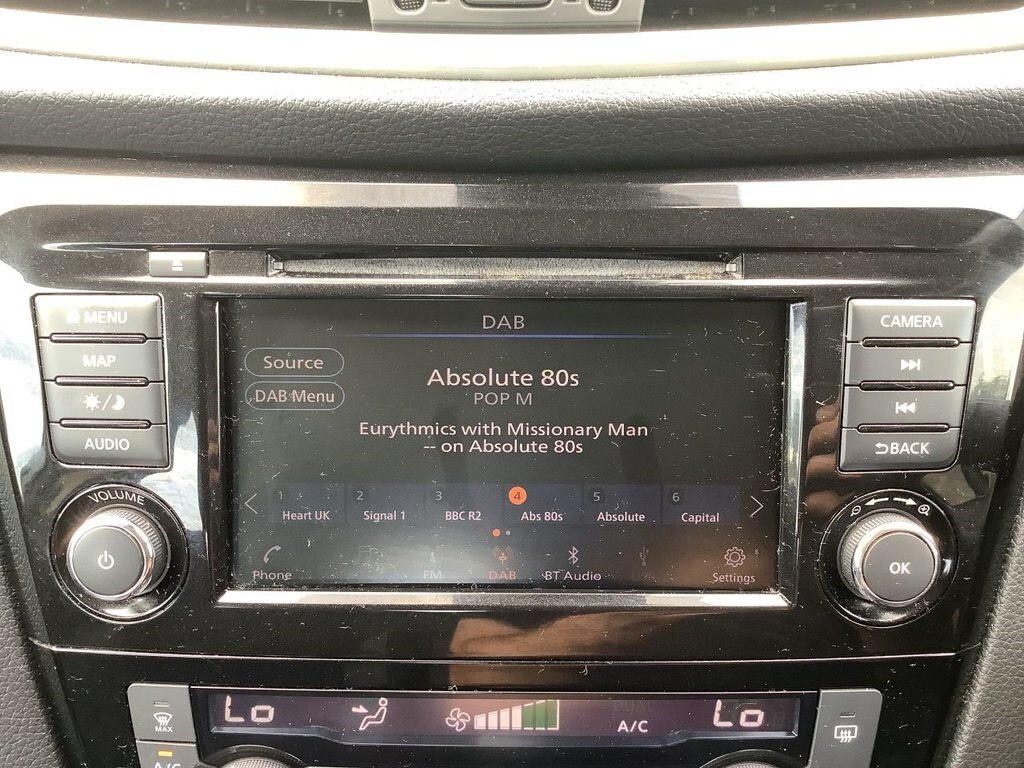 MENU
MAP
AUDIO
VOLUME
DAB
Source
DAB Menu
Absolute 80s
POP M
Eurythmics with Missionary Man
-- on Absolute 80s
1 2 3 4 5 6
Heart UK Signal 1 BBC R2 Abs 80s Absolute Capital
Phone FM DAB BT Audio Settings
CAMERA
BACK
OK
Lo A/C Lo
MAX
A/C